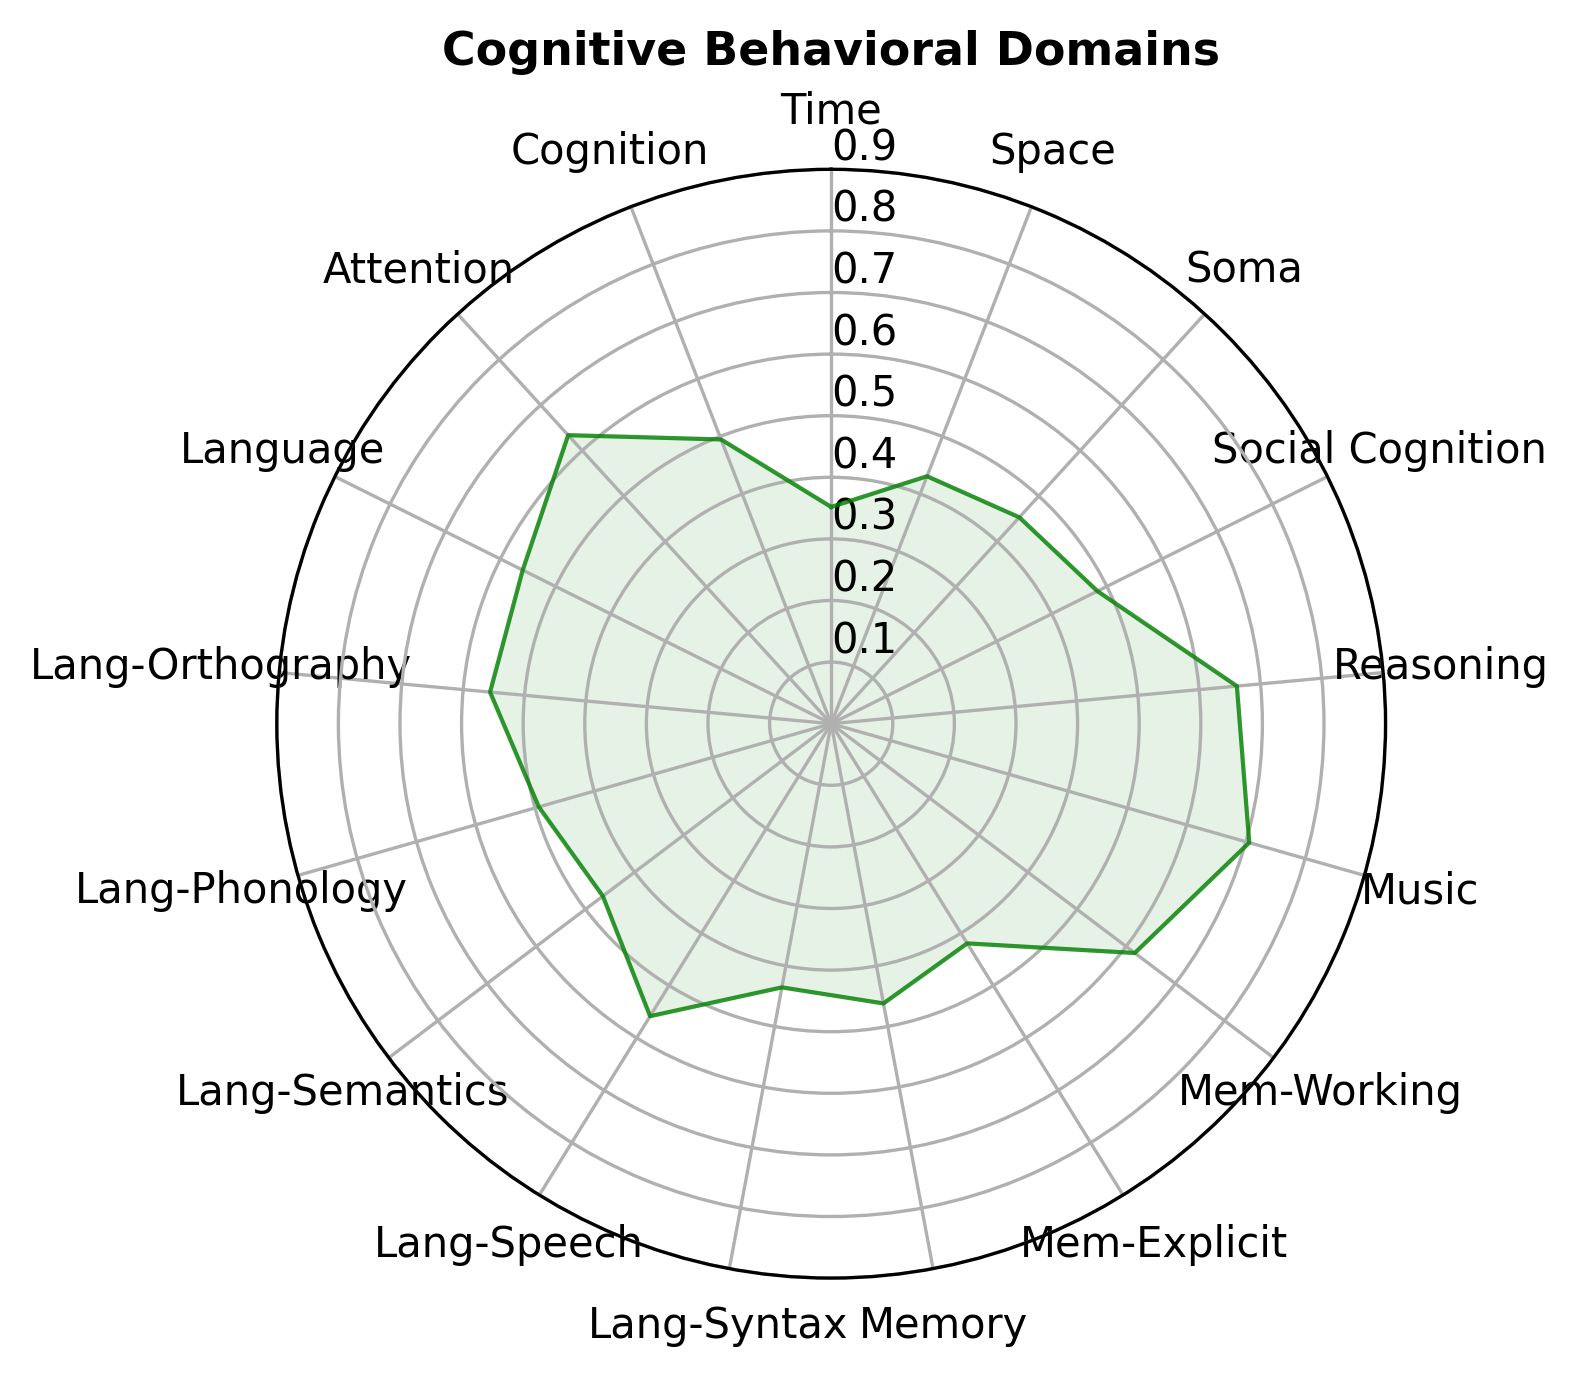 Cognitive Behavioral Domains
Time
0.9
Cognition
Space
0.8
Attention
0.7
Soma
0.6
0.5
Language
0.4
Social Cognition
0.3
0.2
0.1
Lang-Orthography
Reasoning
Lang-Phonology
Music
Lang-Semantics
Mem-Working
Lang-Speech
Mem-Explicit
Lang-Syntax
Memory